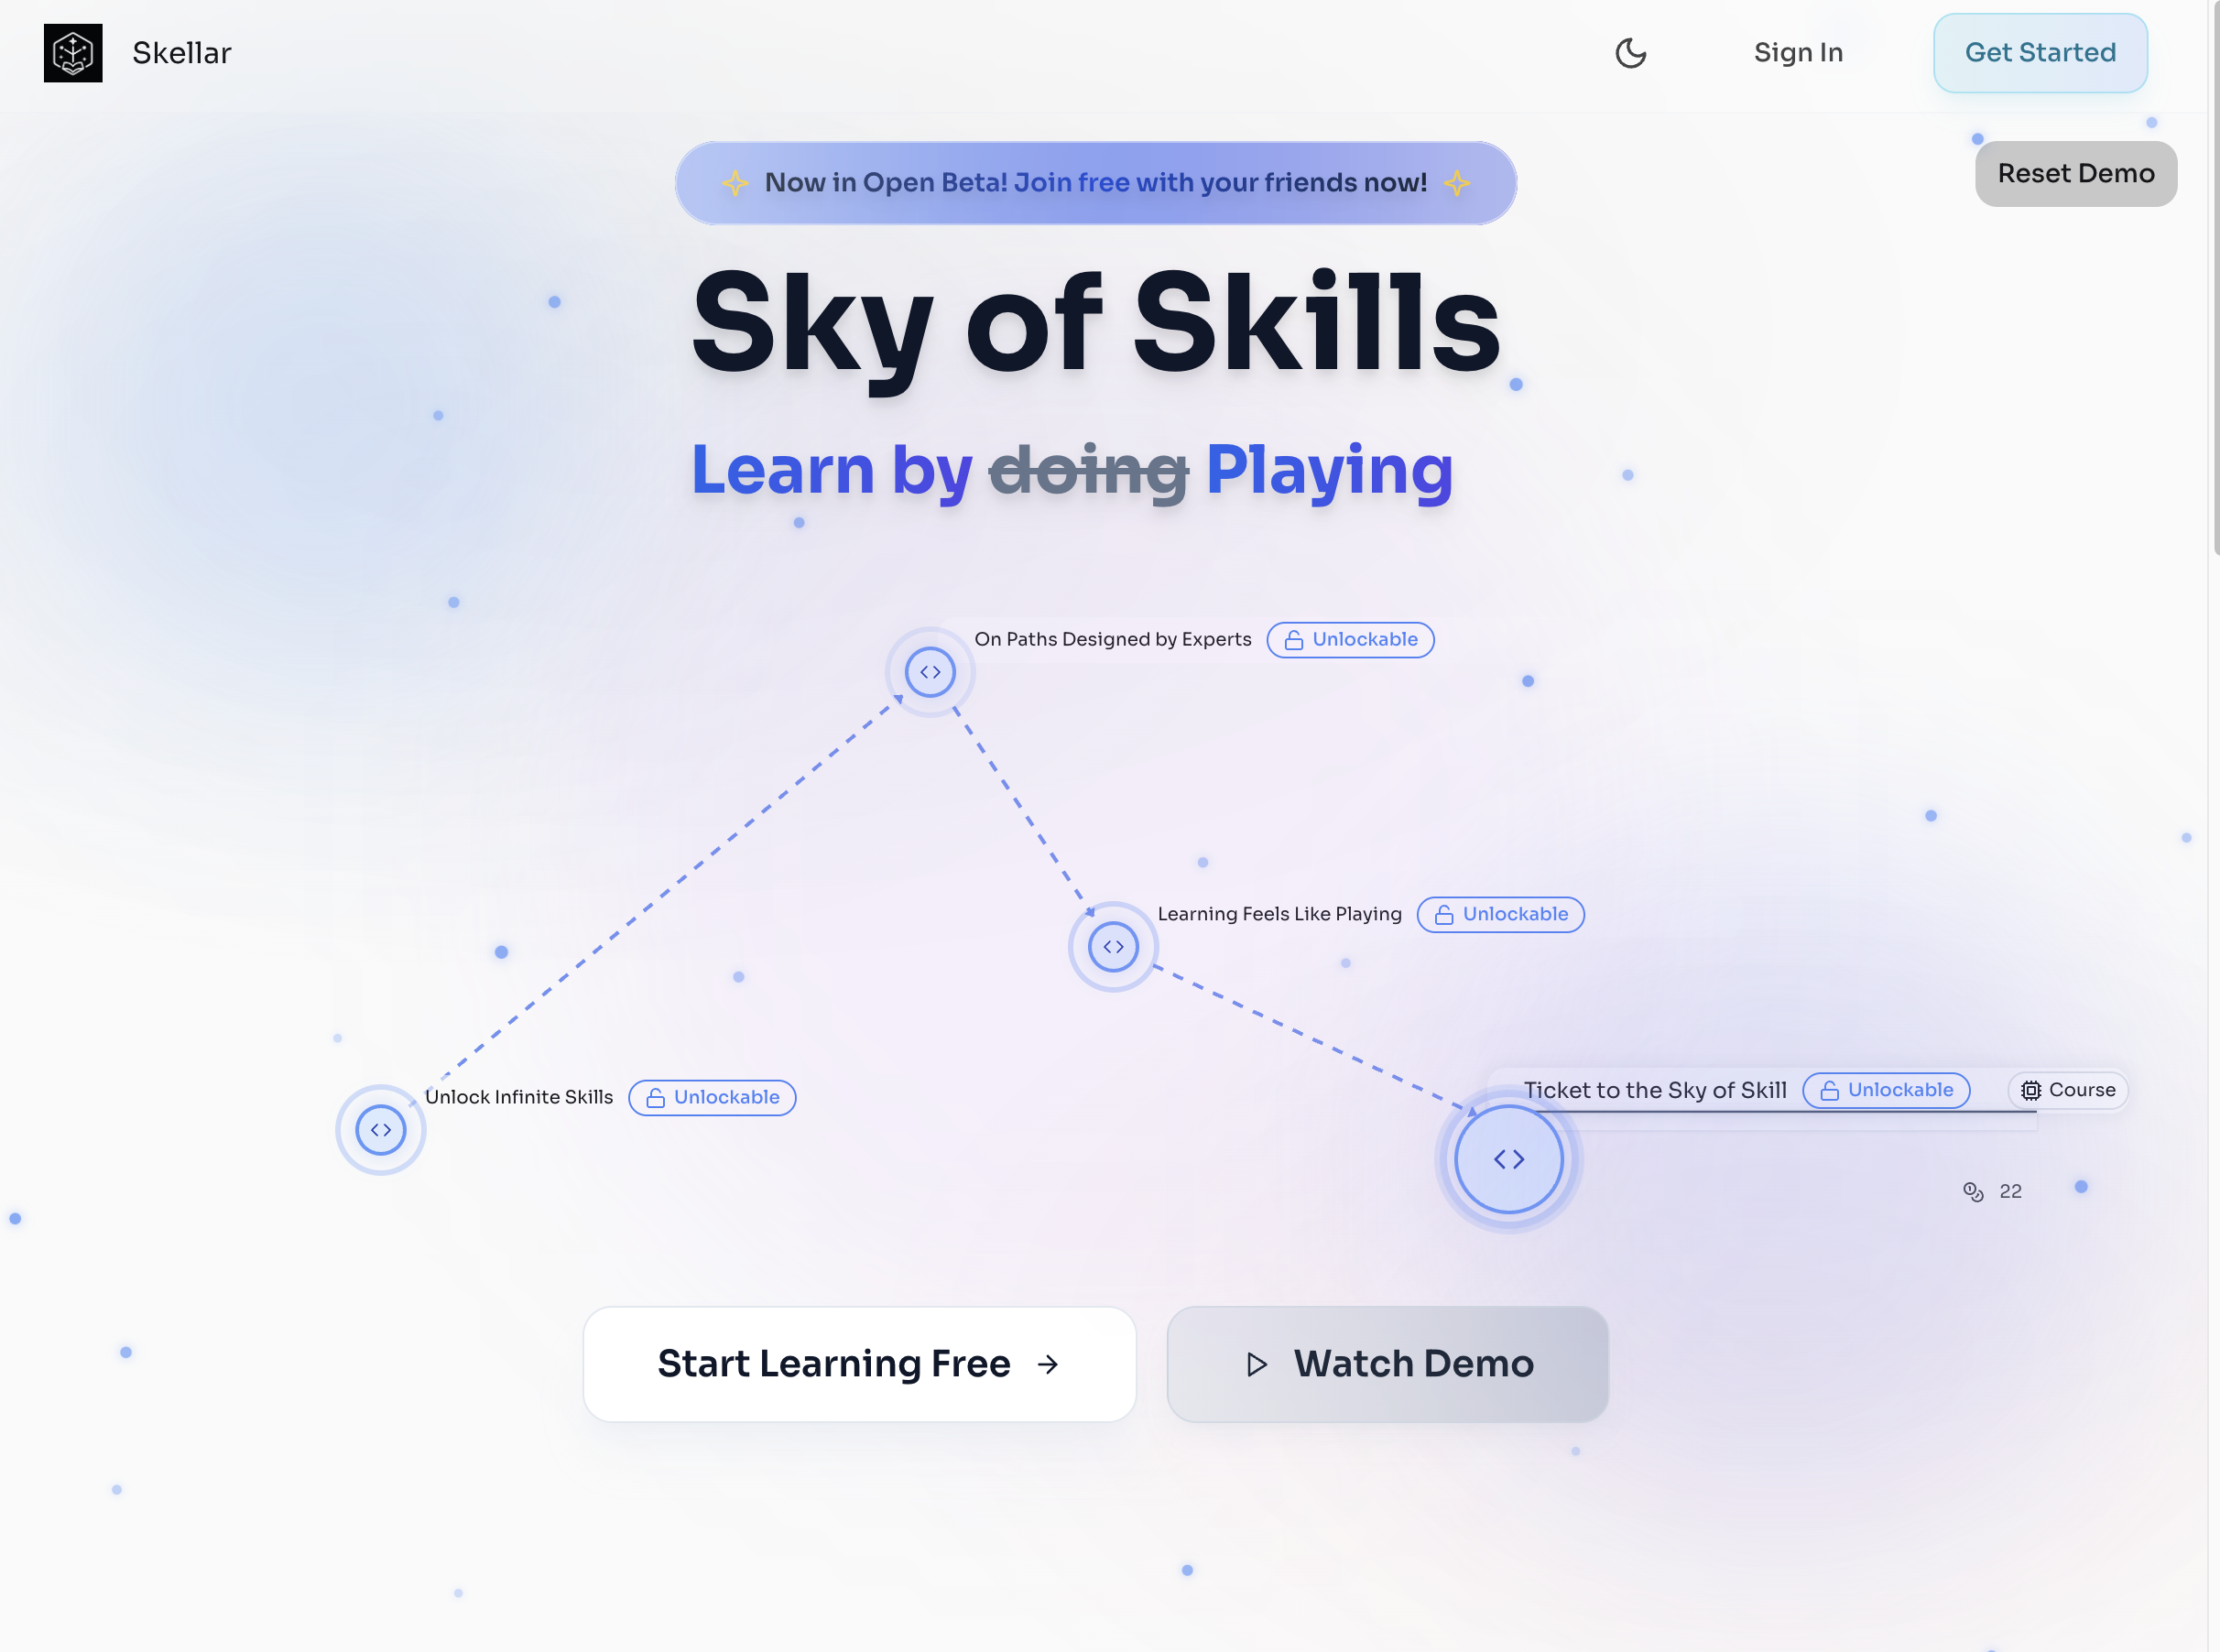 Skellar
Sign In
Get Started
Now in Open Beta! Join free with your friends now!
Reset Demo
Sky of Skills
Learn by doing Playing
On Paths Designed by Experts
Unlockable
Learning Feels Like Playing
Unlockable
Unlock Infinite Skills
Unlockable
Ticket to the Sky of Skill
Unlockable
Course
22
Start Learning Free
Watch Demo